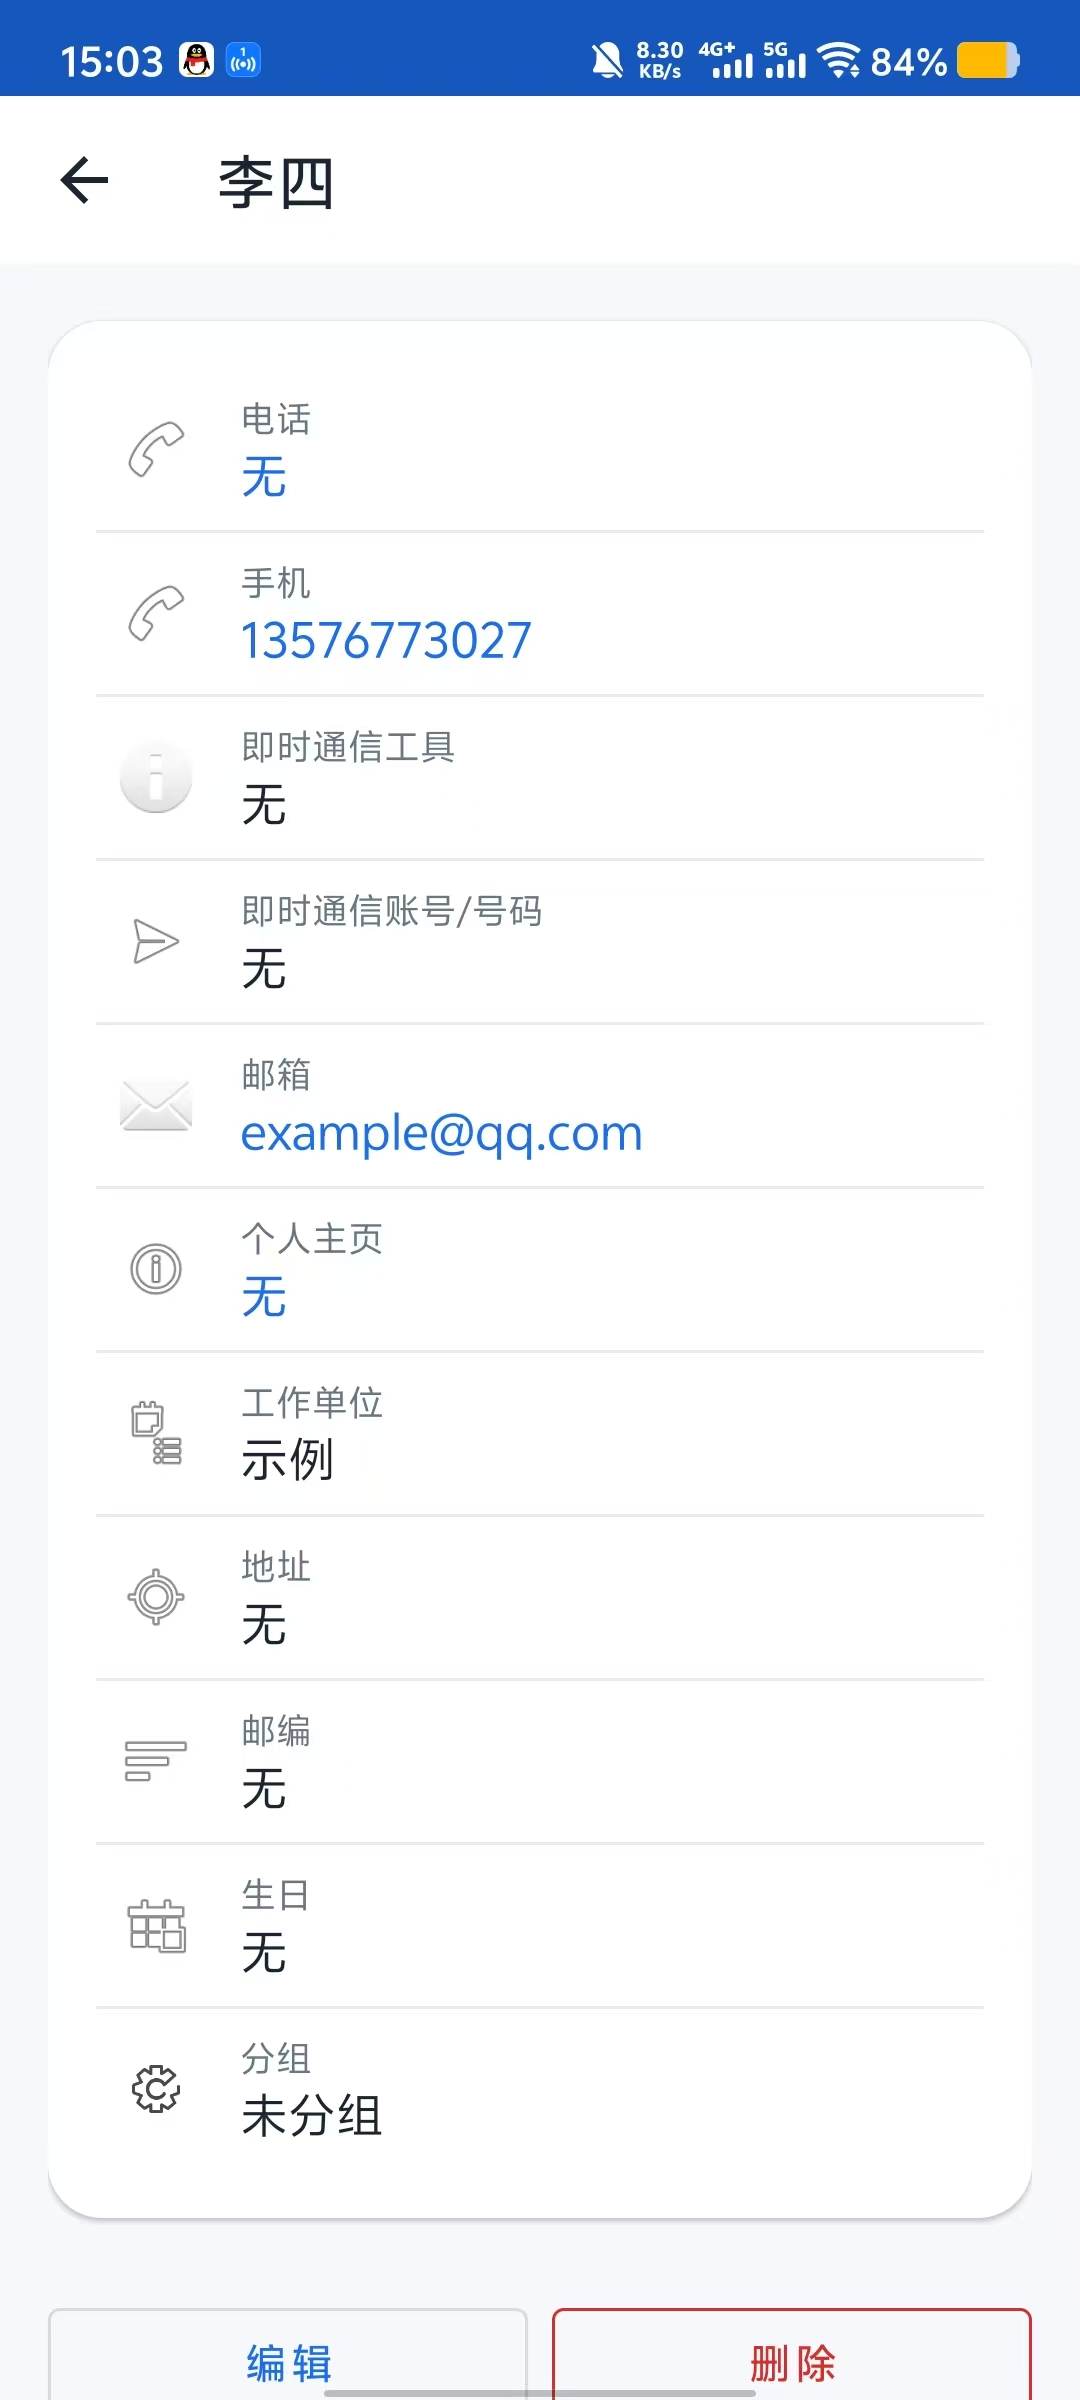 15:03 8.30 KB/s 4G+ 5G 84%
李四
电话
无
手机
13576773027
即时通信工具
无
即时通信账号/号码
无
邮箱
example@qq.com
个人主页
无
工作单位
示例
地址
无
邮编
无
生日
无
分组
未分组
编辑 删除